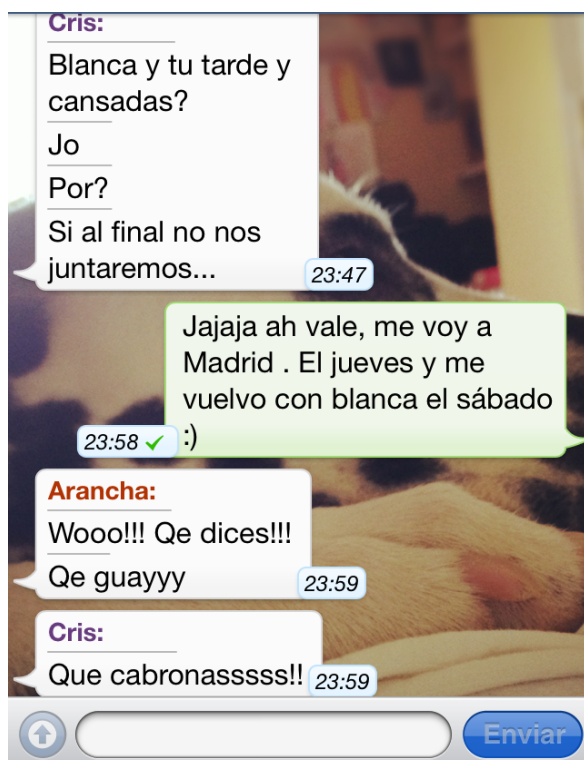 Cris:
Blanca y tu tarde y
cansadas?
Jo
Por?
Si al final no nos
juntaremos...
23:47
Jajaja ah vale, me voy a
Madrid . El jueves y me
vuelvo con blanca el sábado
:)
23:58
Arancha:
Wooo!!! Qe dices!!!
Qe guayyy
23:59
Cris:
Que cabronasssss!!
23:59
Enviar